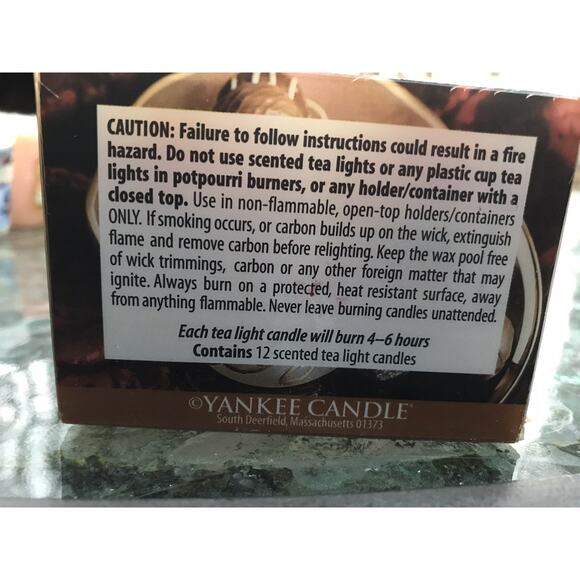 CAUTION: Failure to follow instructions could result in a fire
hazard. Do not use scented tea lights or any plastic cup tea
lights in potpourri burners, or any holder/container with a
closed top. Use in non-flammable, open-top holders/containers
ONLY. If smoking occurs, or carbon builds up on the wick, extinguish
flame and remove carbon before relighting. Keep the wax pool free
of wick trimmings, carbon or any other foreign matter that may
ignite. Always burn on a protected, heat resistant surface, away
from anything flammable. Never leave burning candles unattended.
Each tea light candle will burn 4–6 hours
Contains 12 scented tea light candles
©YANKEE CANDLE®
South Deerfield, Massachusetts 01373